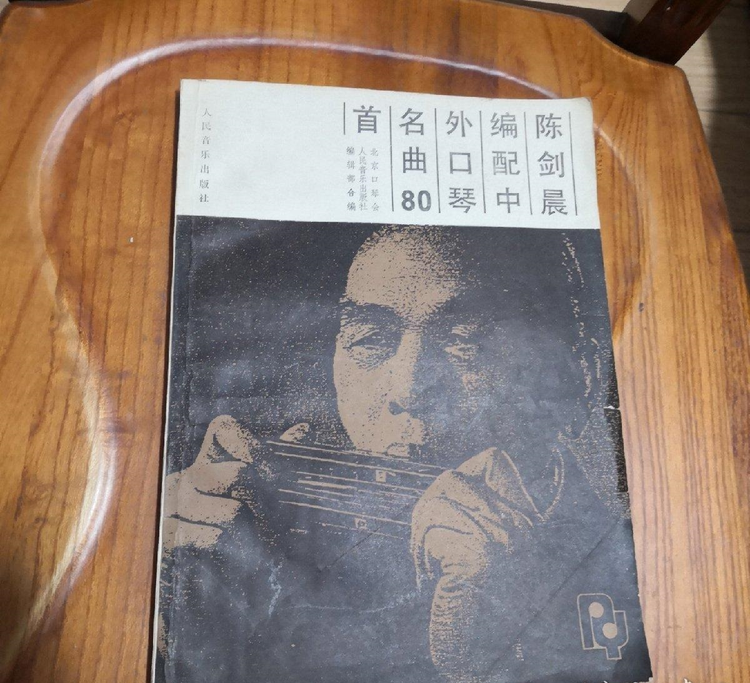 陈剑晨
编配中
外口琴
名曲80
首
北京口琴会
人民音乐出版社
编辑部合编
人民音乐出版社